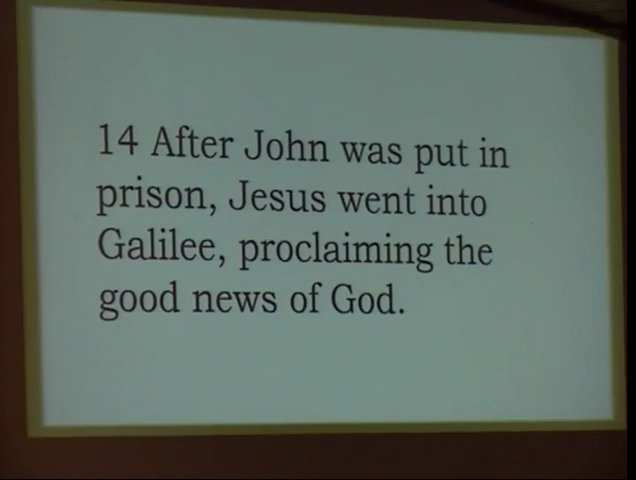 14 After John was put in
prison, Jesus went into
Galilee, proclaiming the
good news of God.